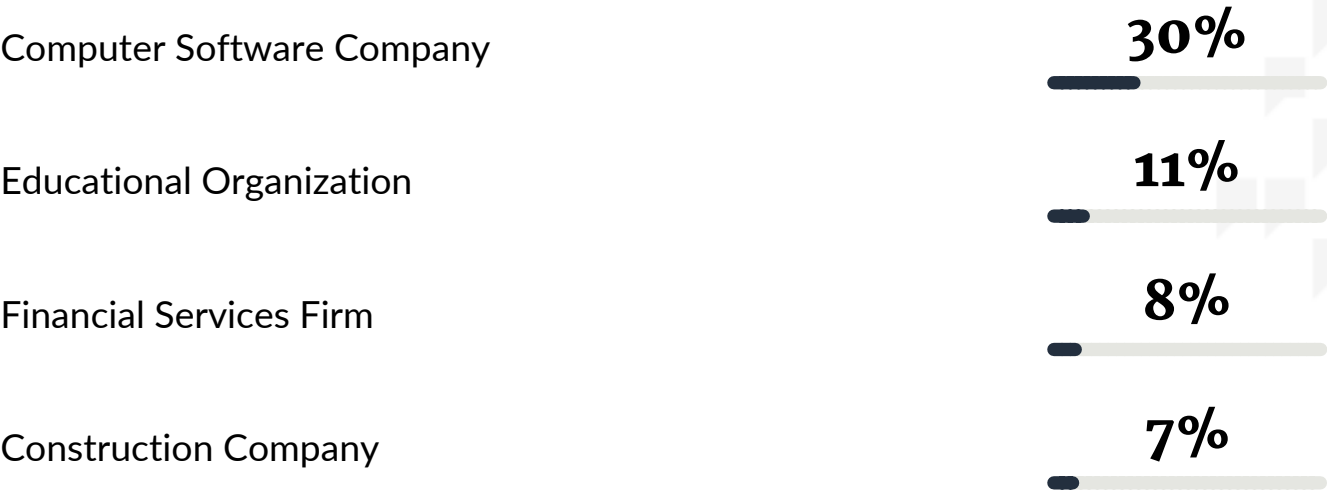 Computer Software Company 30%
Educational Organization 11%
Financial Services Firm 8%
Construction Company 7%